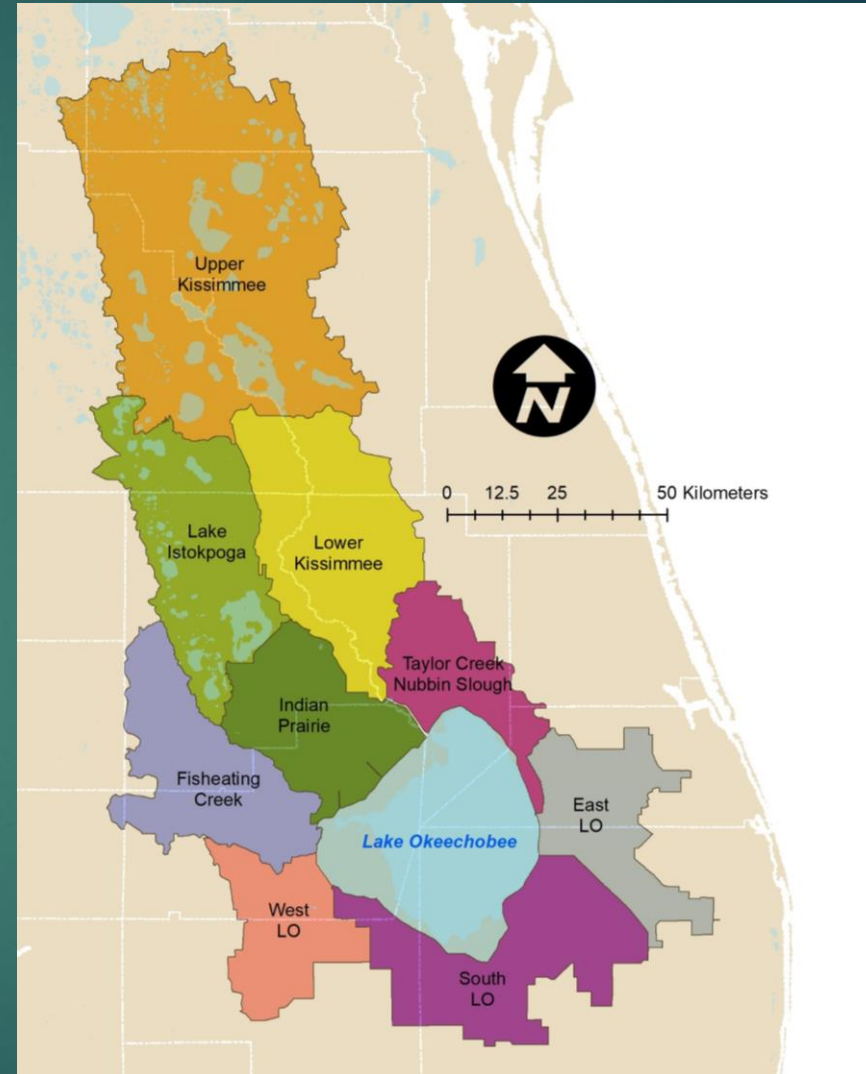 Upper
Kissimmee
N
0 12.5 25 50 Kilometers
Lake
Istokpoga
Lower
Kissimmee
Taylor Creek
Nubbin Slough
Indian
Prairie
Fisheating
Creek
East
LO
Lake Okeechobee
West
LO
South
LO